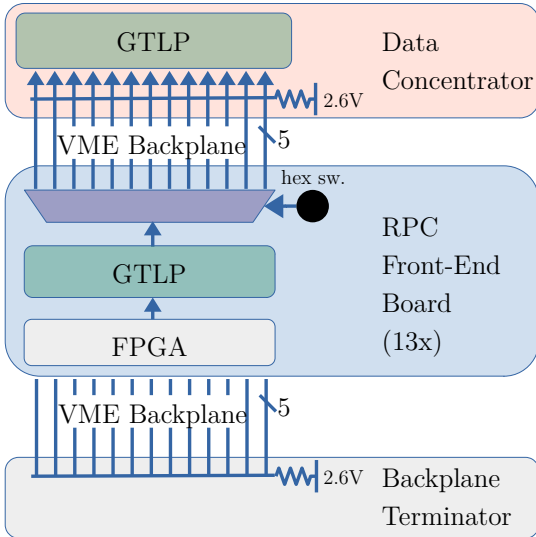 GTLP
Data
Concentrator
2.6V
VME Backplane
5
hex sw.
RPC
Front-End
Board
(13x)
GTLP
FPGA
VME Backplane
5
2.6V
Backplane
Terminator